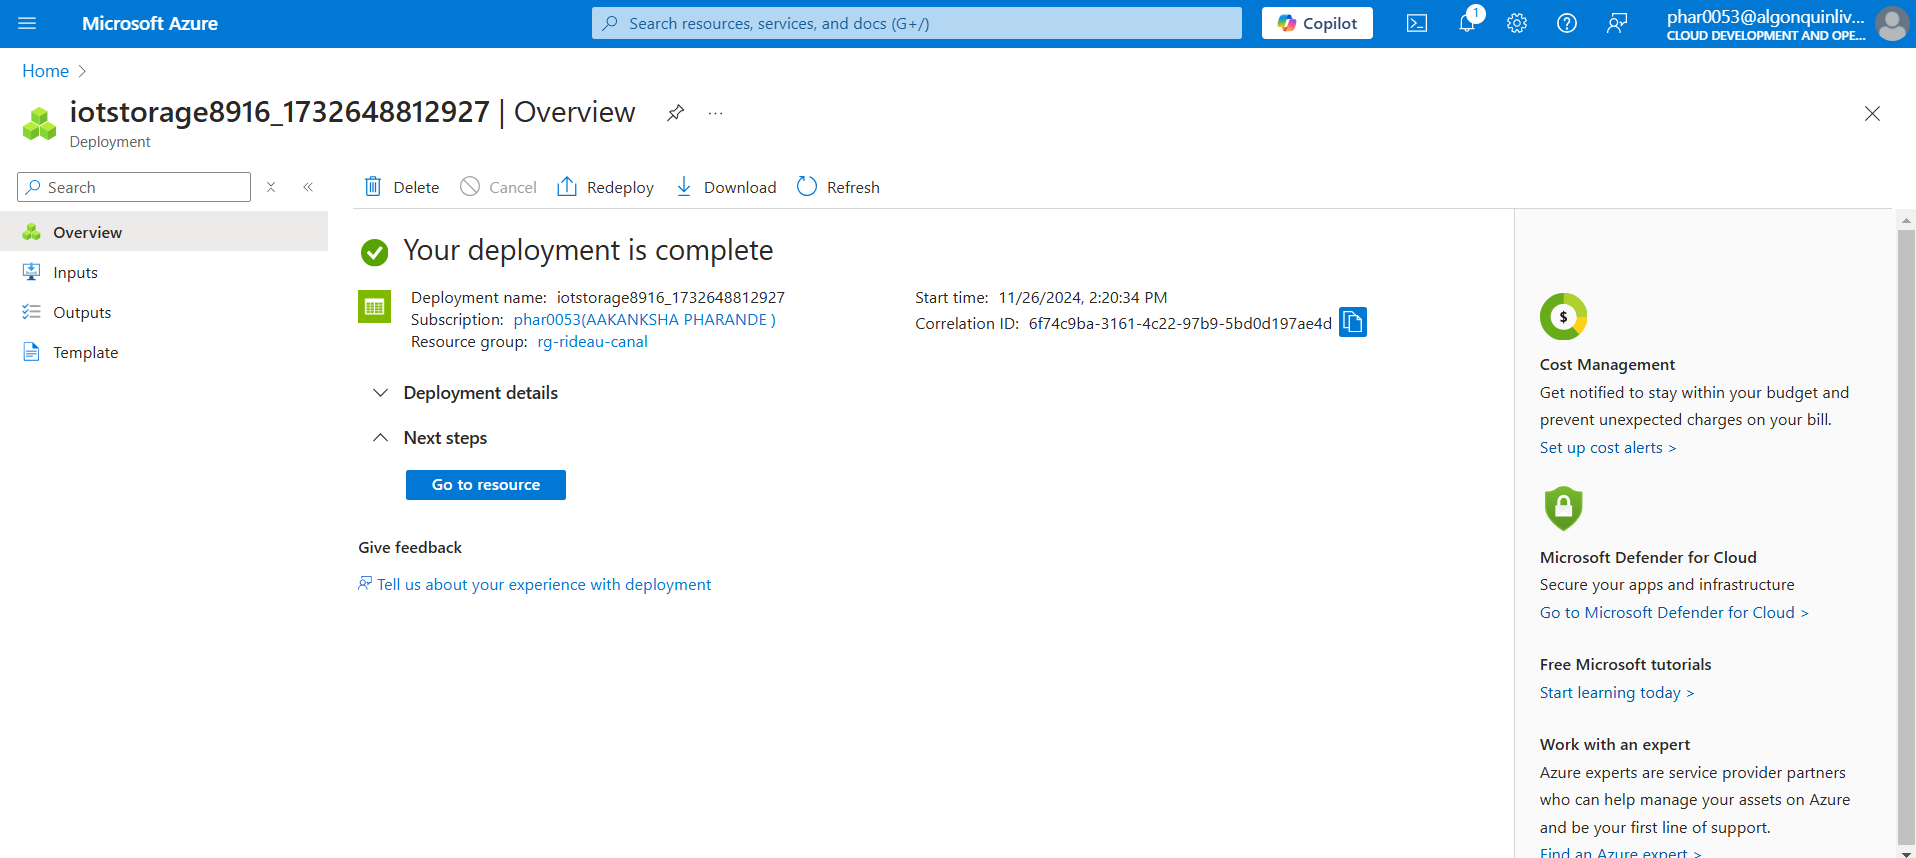 Microsoft Azure
Search resources, services, and docs (G+/)
Copilot
1
phar0053@algonquinliv...
CLOUD DEVELOPMENT AND OPE...
Home
iotstorage8916_1732648812927 | Overview
Deployment
Search
Delete
Cancel
Redeploy
Download
Refresh
Overview
Inputs
Outputs
Template
Your deployment is complete
Deployment name: iotstorage8916_1732648812927
Subscription: phar0053(AAKANKSHA PHARANDE )
Resource group: rg-rideau-canal
Start time: 11/26/2024, 2:20:34 PM
Correlation ID: 6f74c9ba-3161-4c22-97b9-5bd0d197ae4d
Deployment details
Next steps
Go to resource
Give feedback
Tell us about your experience with deployment
$
Cost Management
Get notified to stay within your budget and
prevent unexpected charges on your bill.
Set up cost alerts >
Microsoft Defender for Cloud
Secure your apps and infrastructure
Go to Microsoft Defender for Cloud >
Free Microsoft tutorials
Start learning today >
Work with an expert
Azure experts are service provider partners
who can help manage your assets on Azure
and be your first line of support.
Find an Azure expert >